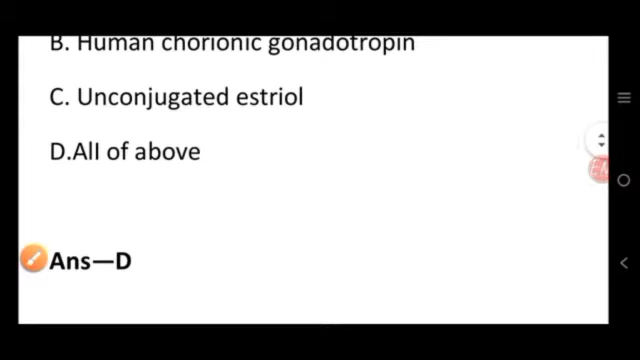 B. Human chorionic gonadotropin
C. Unconjugated estriol
D.All of above
Ans—D